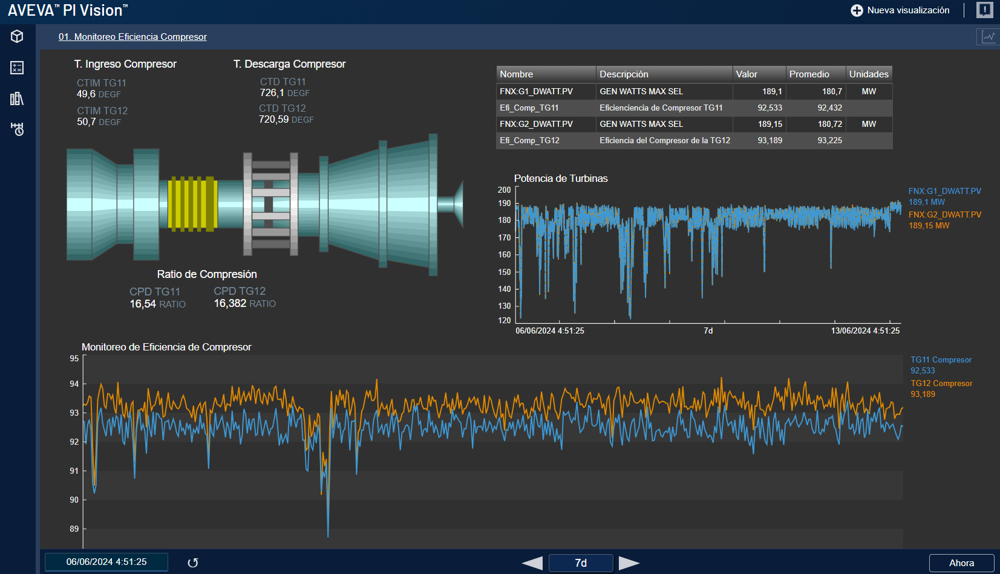 AVEVA™ PI Vision™
Nueva visualización
01. Monitoreo Eficiencia Compresor
T. Ingreso Compresor
T. Descarga Compresor
CTIM TG11
49,6 DEGF
CTIM TG12
50,7 DEGF
CTD TG11
726,1 DEGF
CTD TG12
720,59 DEGF
Nombre Descripción Valor Promedio Unidades
FNX:G1_DWATT.PV GEN WATTS MAX SEL 189,1 180,7 MW
Efi_Comp_TG11 Eficienciencia de Compresor TG11 92,533 92,432
FNX:G2_DWATT.PV GEN WATTS MAX SEL 189,15 180,72 MW
Efi_Comp_TG12 Eficiencia del Compresor de la TG12 93,189 93,225
Ratio de Compresión
CPD TG11
16,54 RATIO
CPD TG12
16,382 RATIO
Potencia de Turbinas
200
190
180
170
160
150
140
130
120
06/06/2024 4:51:25 7d 13/06/2024 4:51:25
FNX:G1_DWATT.PV
189,1 MW
FNX:G2_DWATT.PV
189,15 MW
Monitoreo de Eficiencia de Compresor
95
94
93
92
91
90
89
TG11 Compresor
92,533
TG12 Compresor
93,189
06/06/2024 4:51:25
7d
Ahora